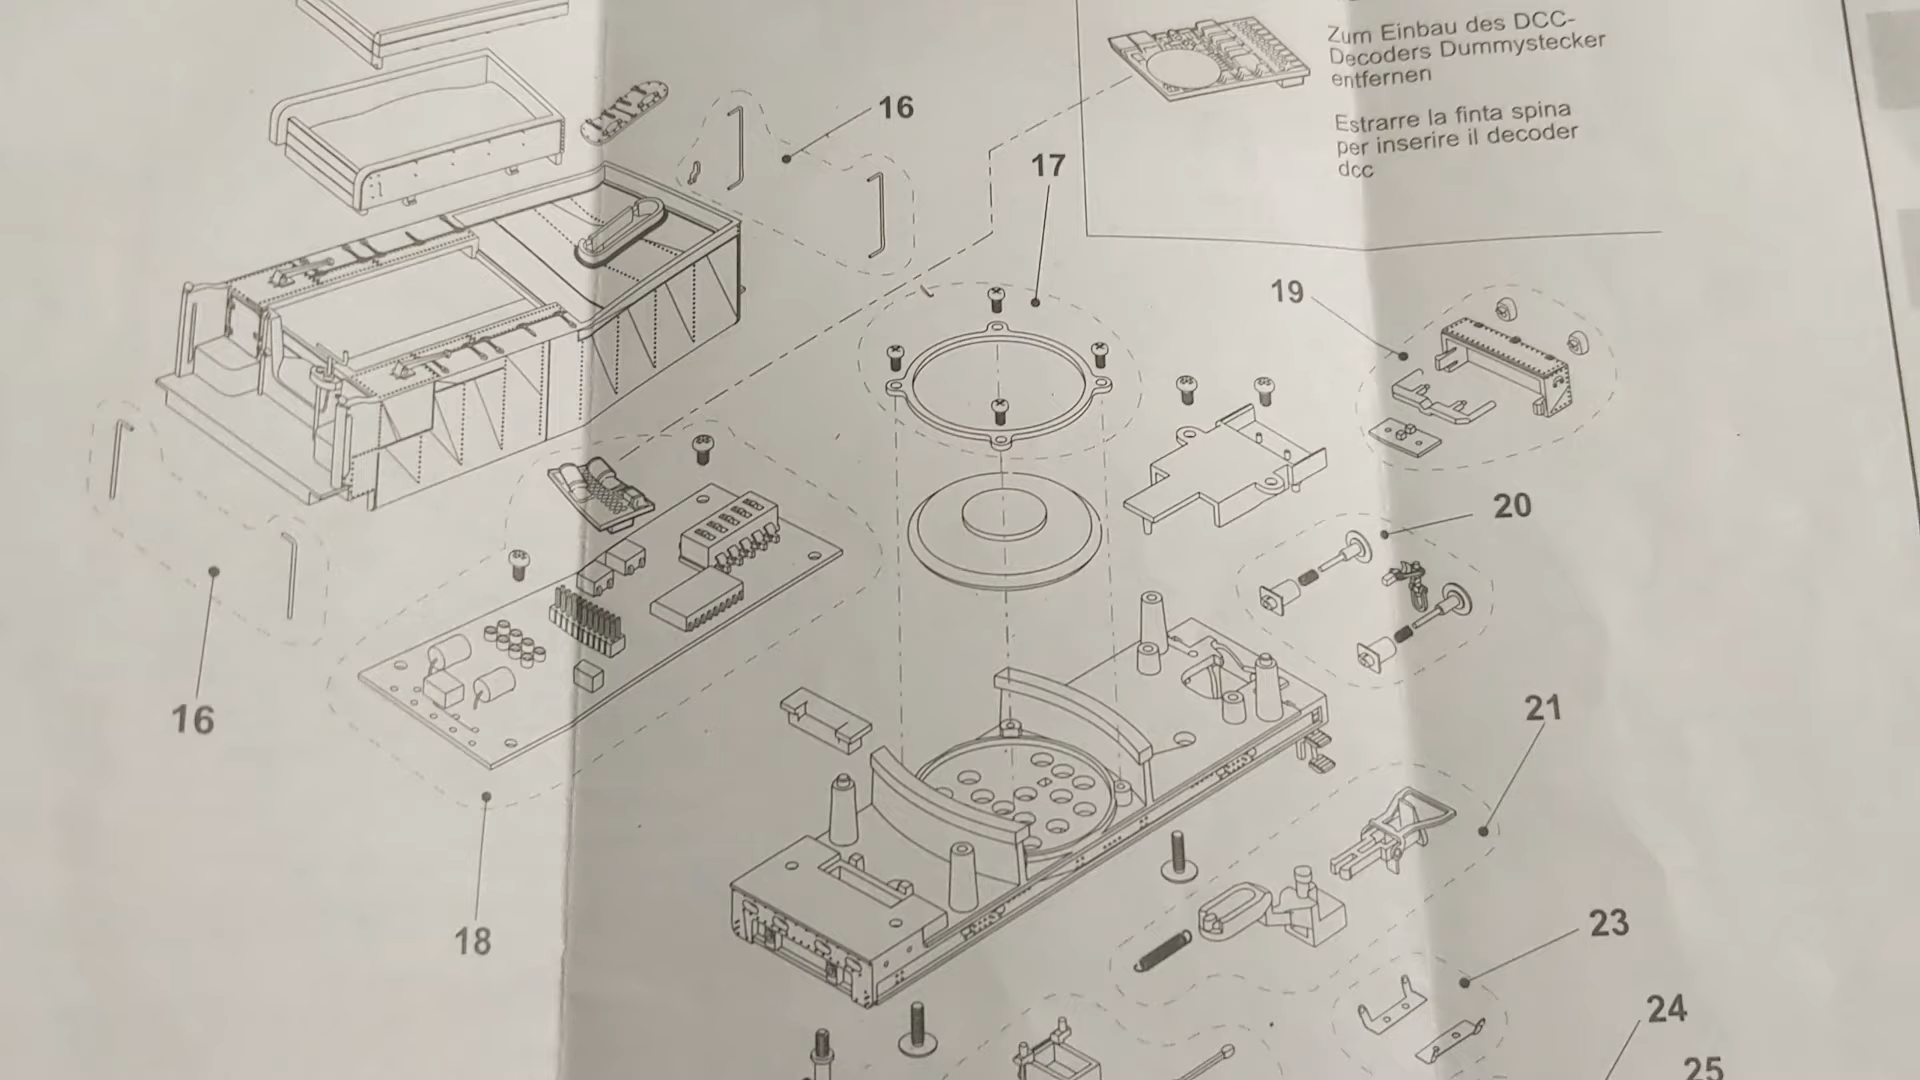 Zum Einbau des DCC-
Decoders Dummystecker
entfernen
Estrarre la finta spina
per inserire il decoder
dcc
16
17
19
20
16
21
18
23
24
25